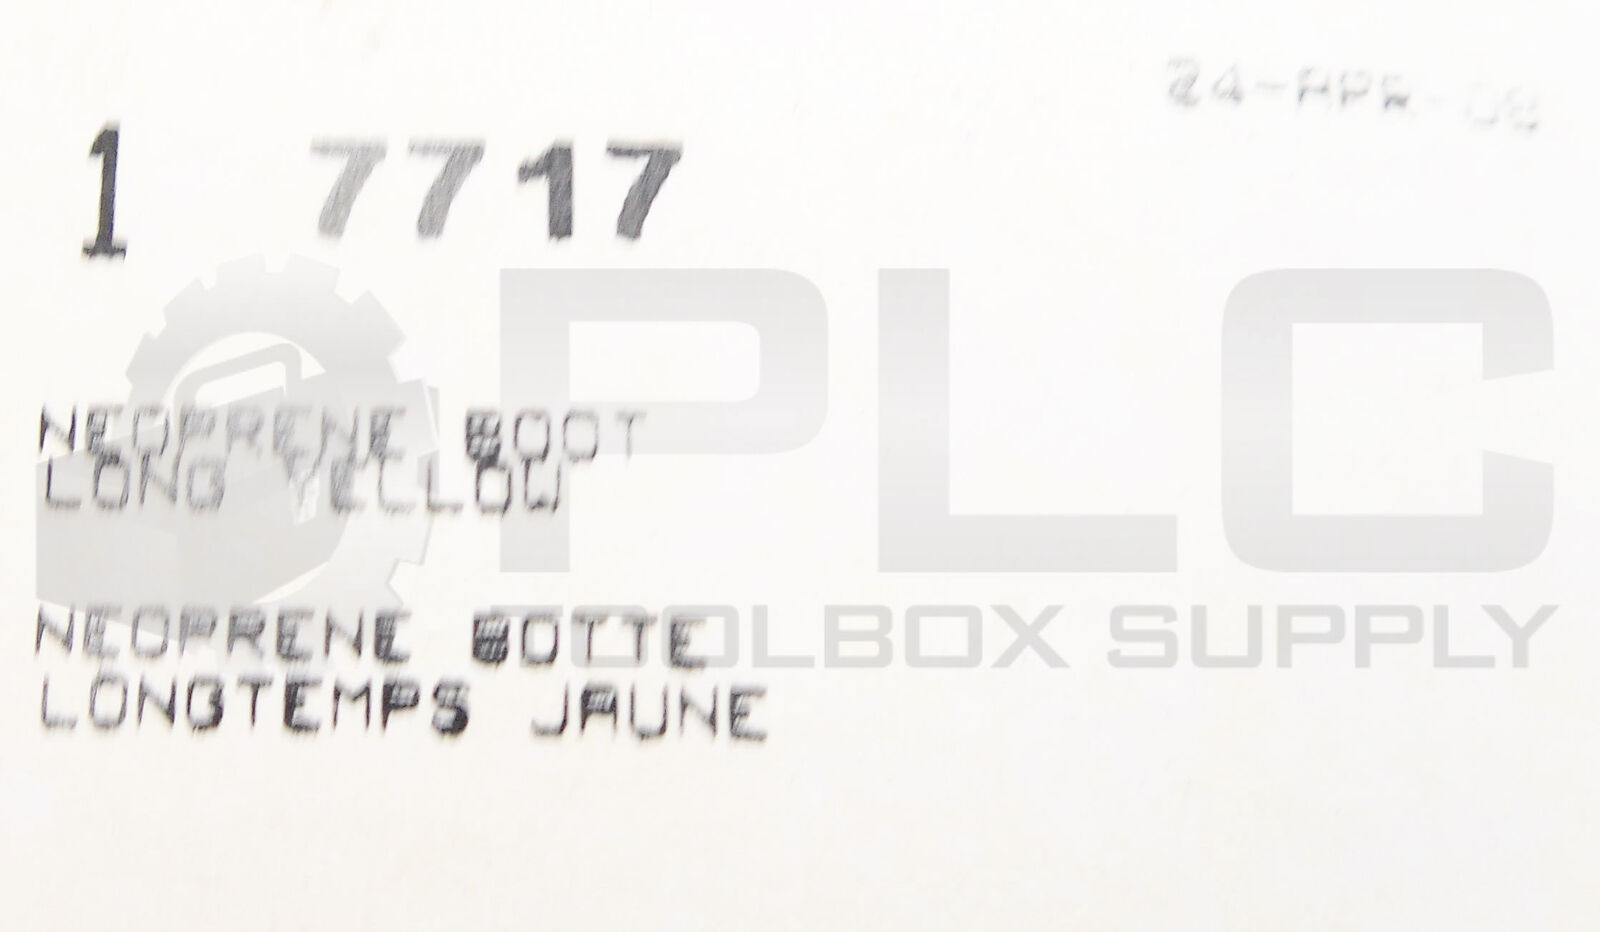 24-APR-08
1 7717
PLC
NEOPRENE BOOT
LONG YELLOW
TOOLBOX SUPPLY
NEOPRENE BOTTE
LONGTEMPS JAUNE